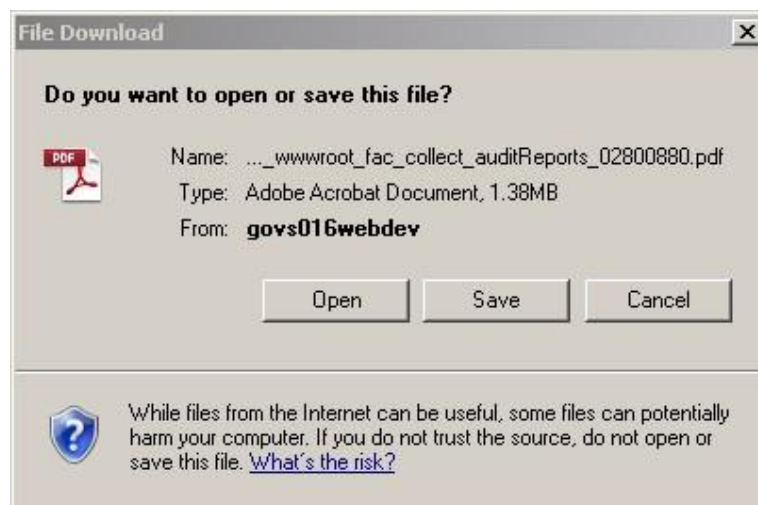 File Download
Do you want to open or save this file?
PDF
Name: ..._wwwroot_fac_collect_auditReports_02800880.pdf
Type: Adobe Acrobat Document, 1.38MB
From: govs016webdev
Open Save Cancel
While files from the Internet can be useful, some files can potentially
harm your computer. If you do not trust the source, do not open or
save this file. What's the risk?